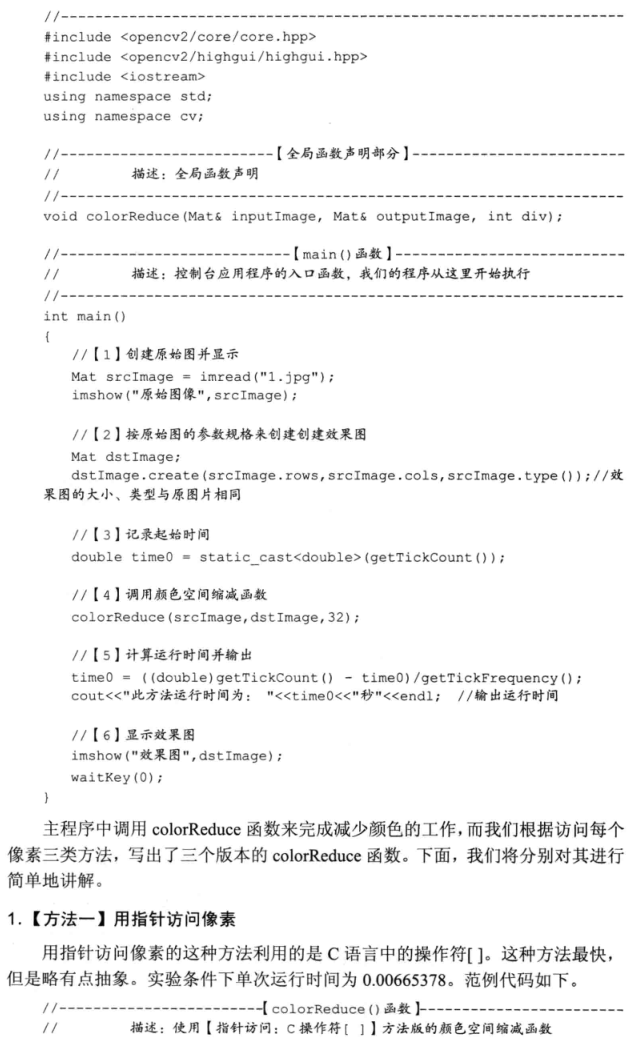 //------------------------------------------------------------------
#include <opencv2/core/core.hpp>
#include <opencv2/highgui/highgui.hpp>
#include <iostream>
using namespace std;
using namespace cv;
//-------------------------【全局函数声明部分】-------------------------
//        描述：全局函数声明
//------------------------------------------------------------------
void colorReduce(Mat& inputImage, Mat& outputImage, int div);
//---------------------------【main()函数】---------------------------
//        描述：控制台应用程序的入口函数，我们的程序从这里开始执行
//------------------------------------------------------------------
int main()
{
//【1】创建原始图并显示
Mat srcImage = imread("1.jpg");
imshow("原始图像",srcImage);
//【2】按原始图的参数规格来创建创建效果图
Mat dstImage;
dstImage.create(srcImage.rows,srcImage.cols,srcImage.type());//效
果图的大小、类型与原图片相同
//【3】记录起始时间
double time0 = static_cast<double>(getTickCount());
//【4】调用颜色空间缩减函数
colorReduce(srcImage,dstImage,32);
//【5】计算运行时间并输出
time0 = ((double)getTickCount() - time0)/getTickFrequency();
cout<<"此方法运行时间为： "<<time0<<"秒"<<endl; //输出运行时间
//【6】显示效果图
imshow("效果图",dstImage);
waitKey(0);
}
主程序中调用 colorReduce 函数来完成减少颜色的工作，而我们根据访问每个
像素三类方法，写出了三个版本的 colorReduce 函数。下面，我们将分别对其进行
简单地讲解。
1.【方法一】用指针访问像素
用指针访问像素的这种方法利用的是 C 语言中的操作符[ ]。这种方法最快，
但是略有点抽象。实验条件下单次运行时间为 0.00665378。范例代码如下。
//------------------------【colorReduce()函数】------------------------
//        描述：使用【指针访问：C 操作符[ ]】方法版的颜色空间缩减函数